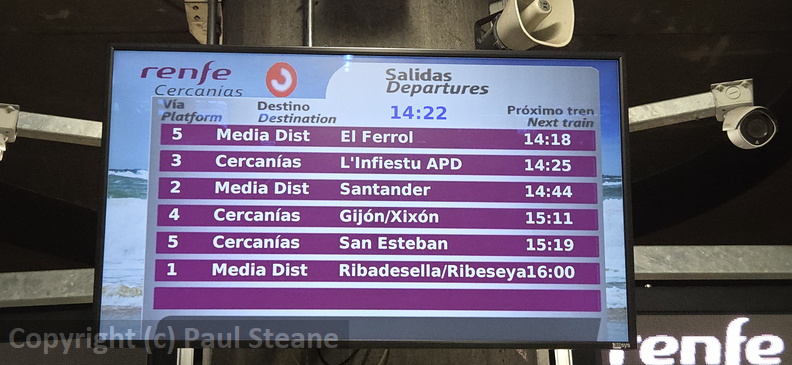 renfe
Cercanías
Salidas
Departures
Vía Destino 14:22 Próximo tren
Platform Destination Next train
5 Media Dist El Ferrol 14:18
3 Cercanías L'Infiestu APD 14:25
2 Media Dist Santander 14:44
4 Cercanías Gijón/Xixón 15:11
5 Cercanías San Esteban 15:19
1 Media Dist Ribadesella/Ribeseya 16:00
Copyright (c) Paul Steane
renfe